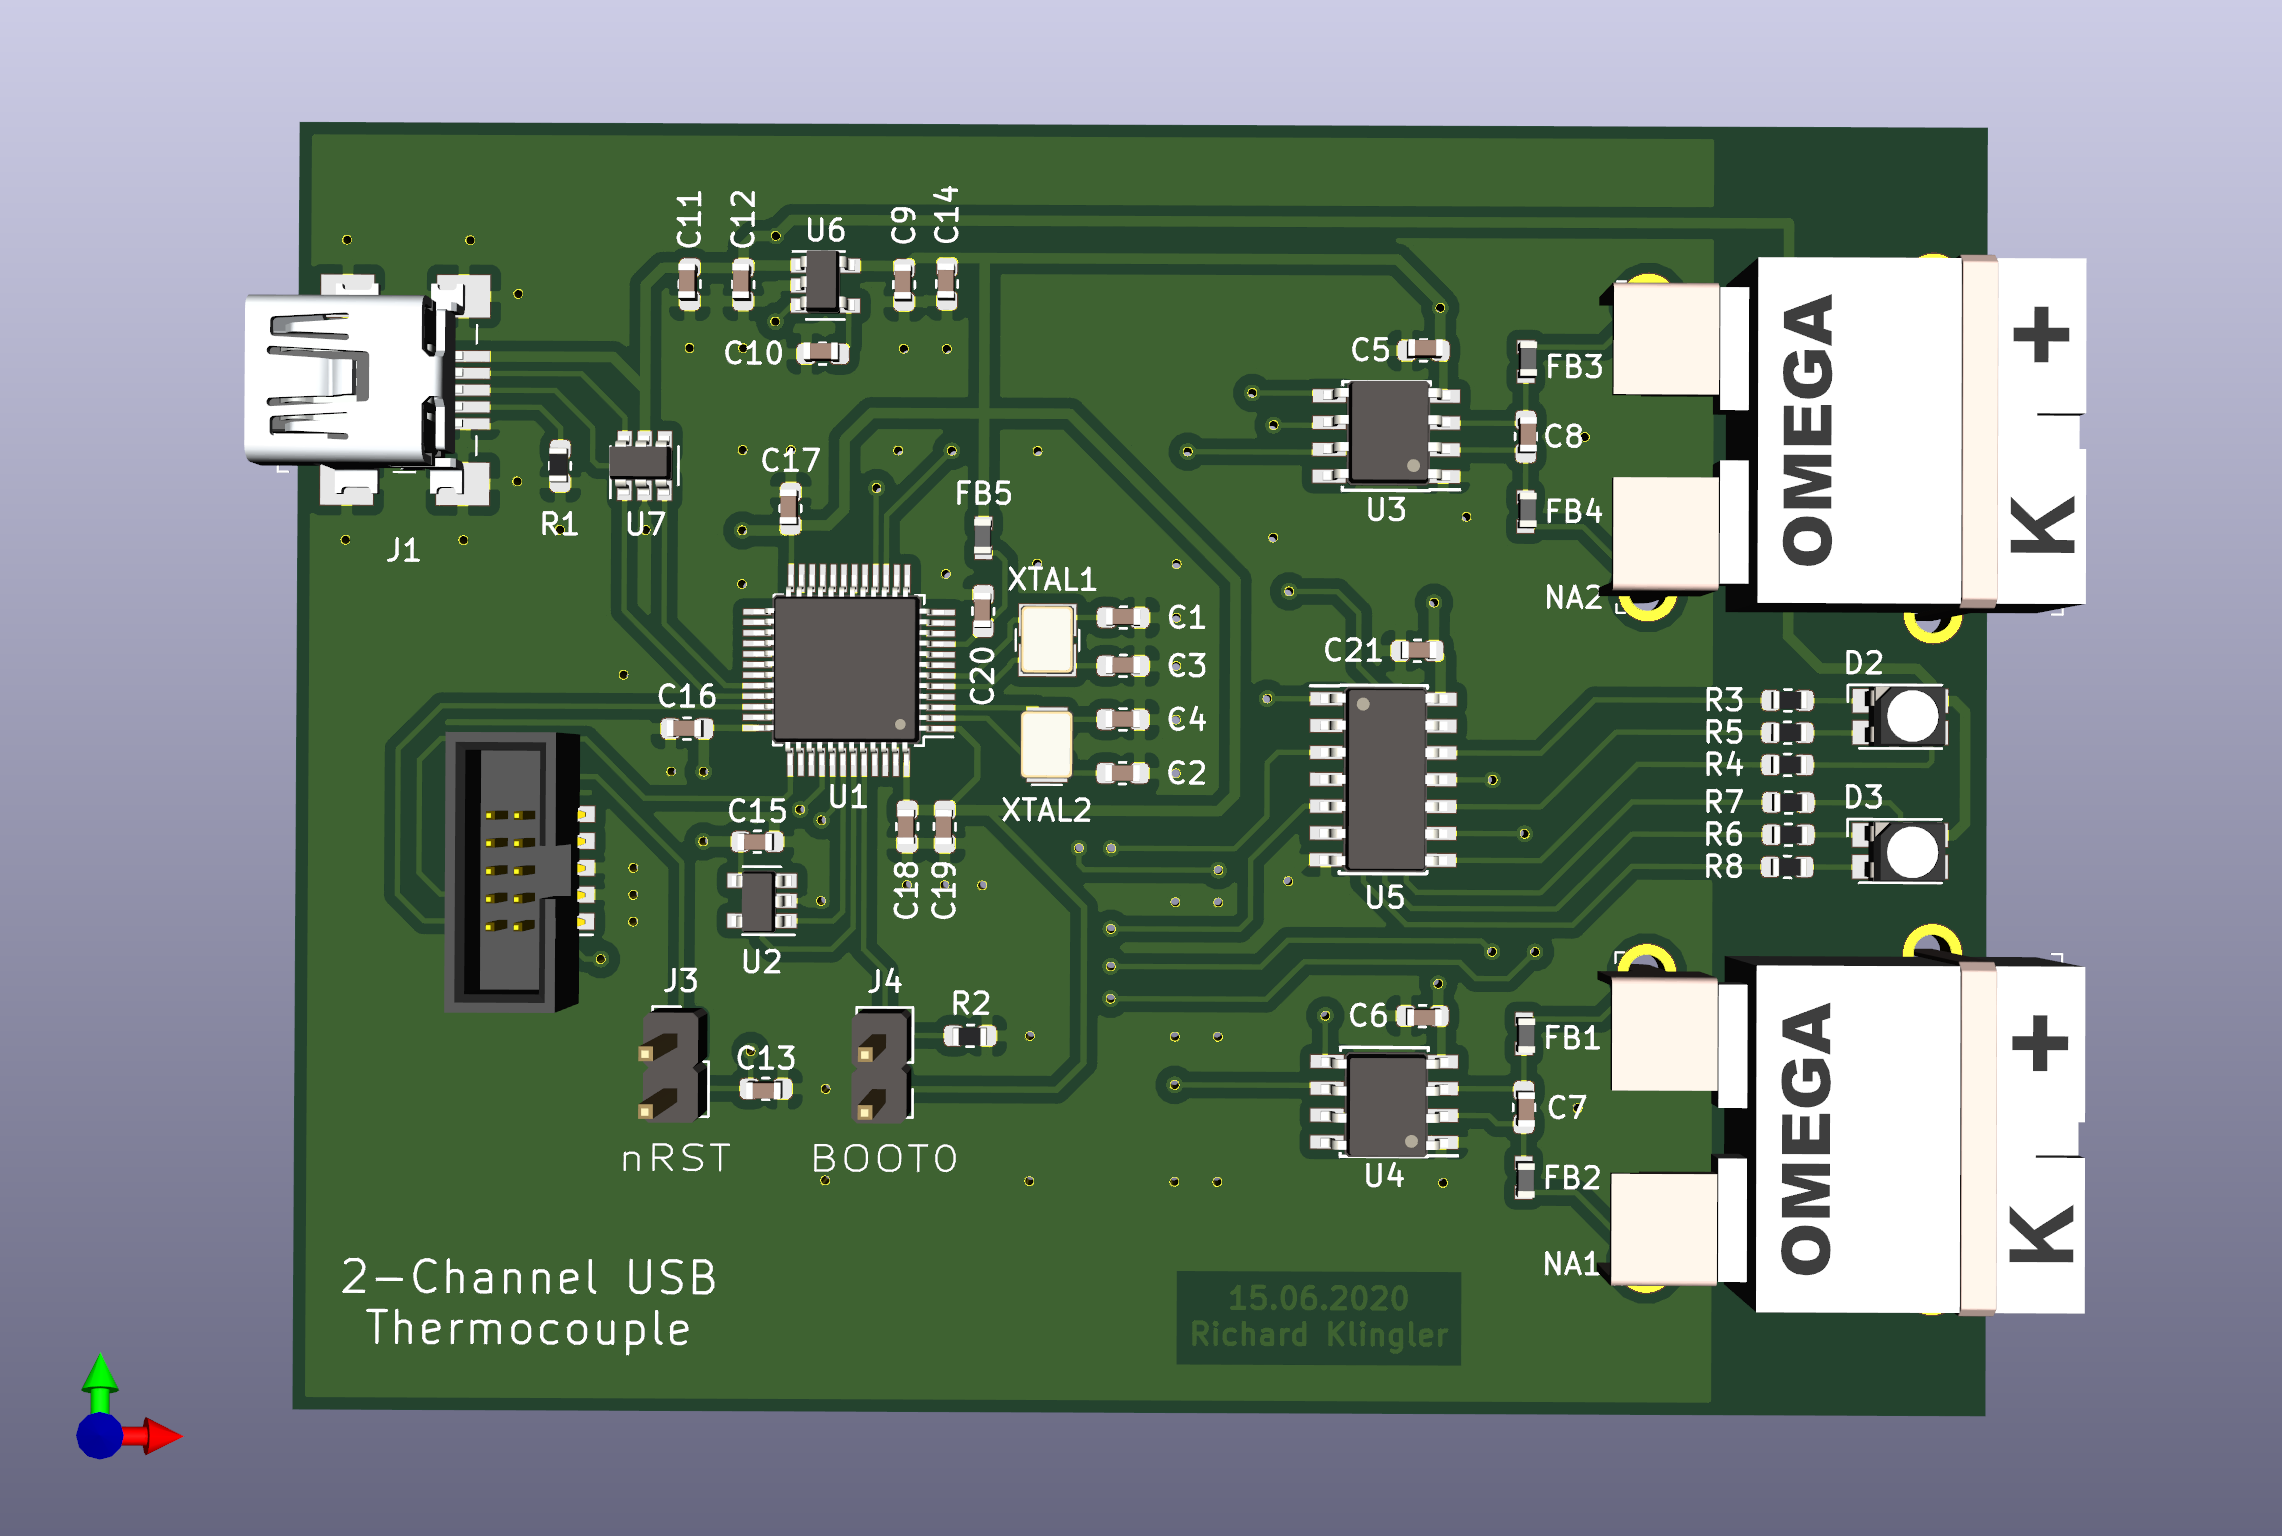 C11
C12
U6
C9
C14
C10
C5
FB3
C8
FB4
U3
NA2
OMEGA
+
K
J1
R1
U7
C17
FB5
XTAL1
C1
C3
C20
C4
C2
XTAL2
C16
U1
C15
C18
C19
U2
C21
U5
R3
R5
R4
R7
R6
R8
D2
D3
J3
J4
R2
C13
nRST
BOOT0
C6
U4
FB1
C7
FB2
NA1
OMEGA
+
K
2-Channel USB
Thermocouple
15.06.2020
Richard Klingler